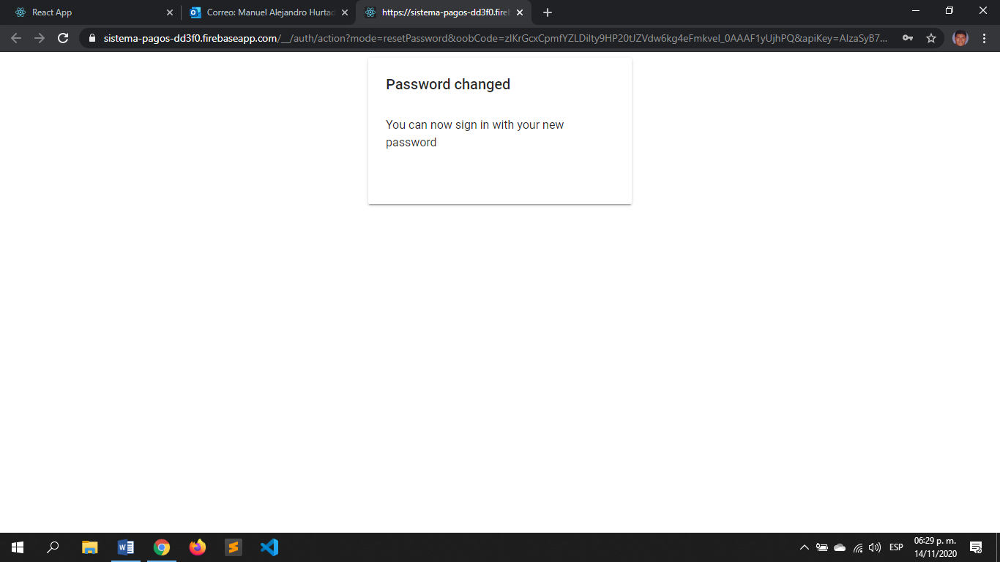 React App
Correo: Manuel Alejandro Hurtad
https://sistema-pagos-dd3f0.fireb
sistema-pagos-dd3f0.firebaseapp.com/__/auth/action?mode=resetPassword&oobCode=zIKrGcxCpmfYZLDiIty9HP20tJZVdw6kg4eFmkveI_0AAAF1yUjhPQ&apiKey=AIzaSyB7...
Password changed
You can now sign in with your new
password
ESP
06:29 p. m.
14/11/2020